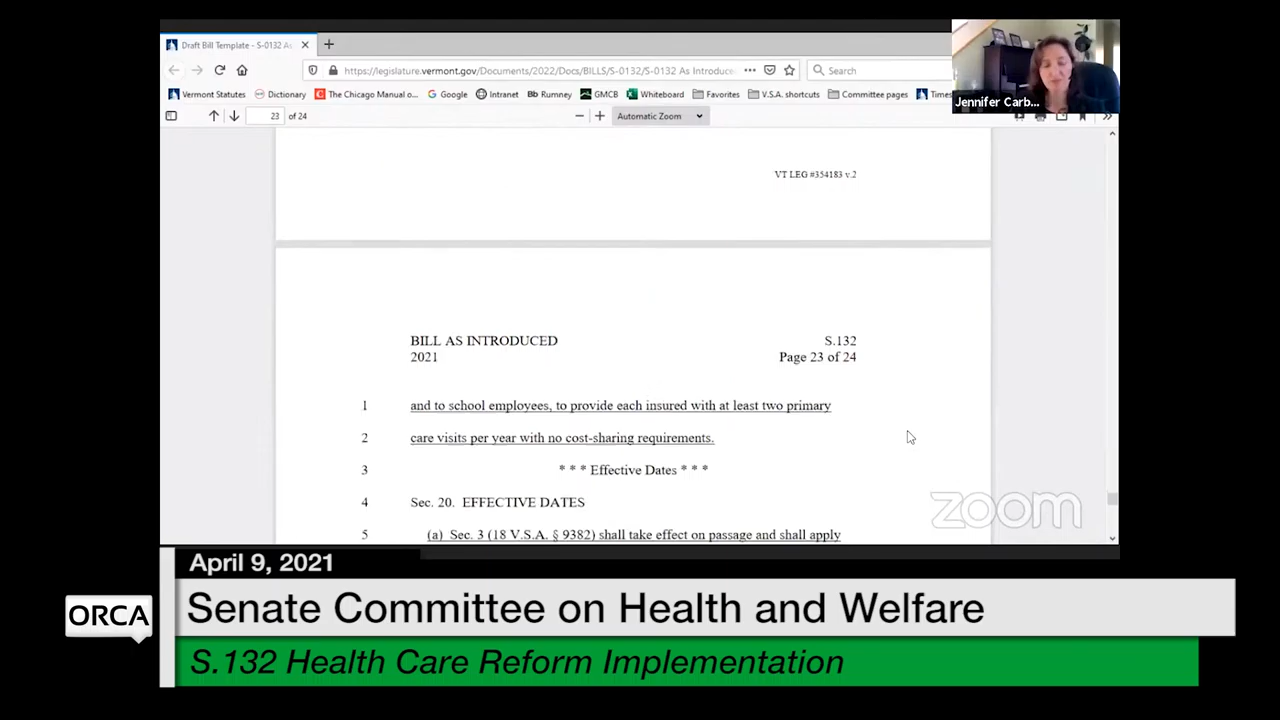 Draft Bill Template - S-0132 As
https://legislature.vermont.gov/Documents/2022/Docs/BILLS/S-0132/S-0132 As Introduce
Search
Vermont Statutes Dictionary The Chicago Manual o... Google Intranet Bb Rumney GMCB Whiteboard Favorites V.S.A. shortcuts Committee pages Times
Jennifer Carb...
23 of 24 Automatic Zoom
VT LEG #354183 v.2
BILL AS INTRODUCED S.132
2021 Page 23 of 24
1 and to school employees, to provide each insured with at least two primary
2 care visits per year with no cost-sharing requirements.
3 * * * Effective Dates * * *
4 Sec. 20. EFFECTIVE DATES
5 (a) Sec. 3 (18 V.S.A. § 9382) shall take effect on passage and shall apply
zoom
April 9, 2021
ORCA
Senate Committee on Health and Welfare
S.132 Health Care Reform Implementation